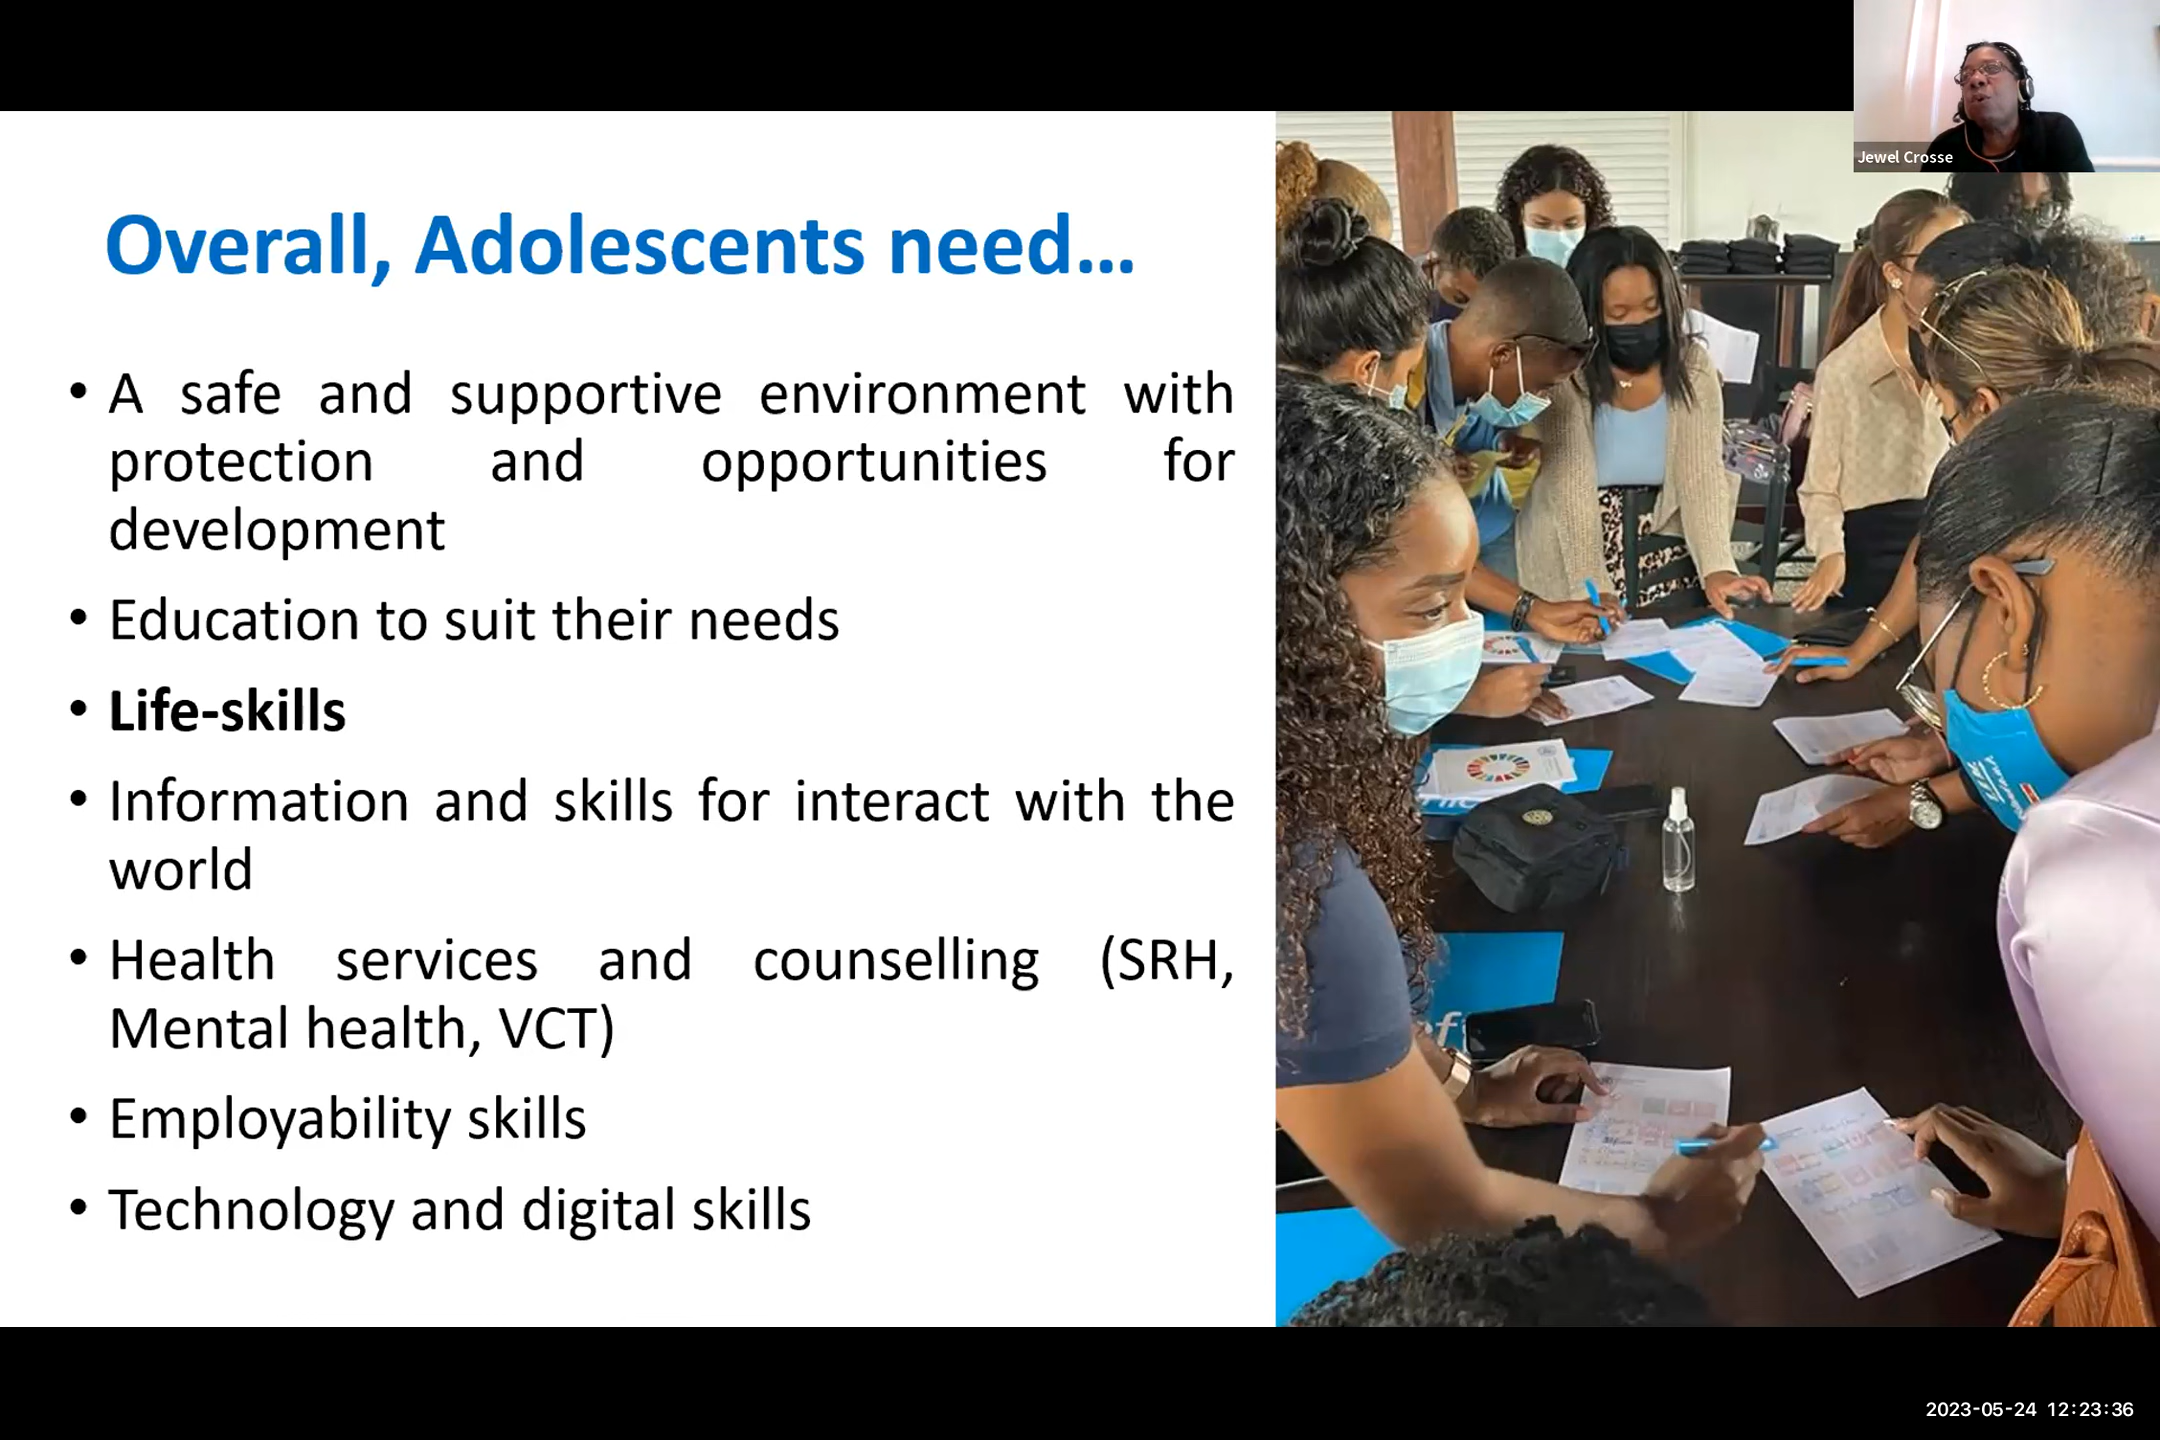 Jewel Crosse
Overall, Adolescents need...
• A safe and supportive environment with
protection and opportunities for
development
• Education to suit their needs
• Life-skills
• Information and skills for interact with the
world
• Health services and counselling (SRH,
Mental health, VCT)
• Employability skills
• Technology and digital skills
2023-05-24 12:23:36